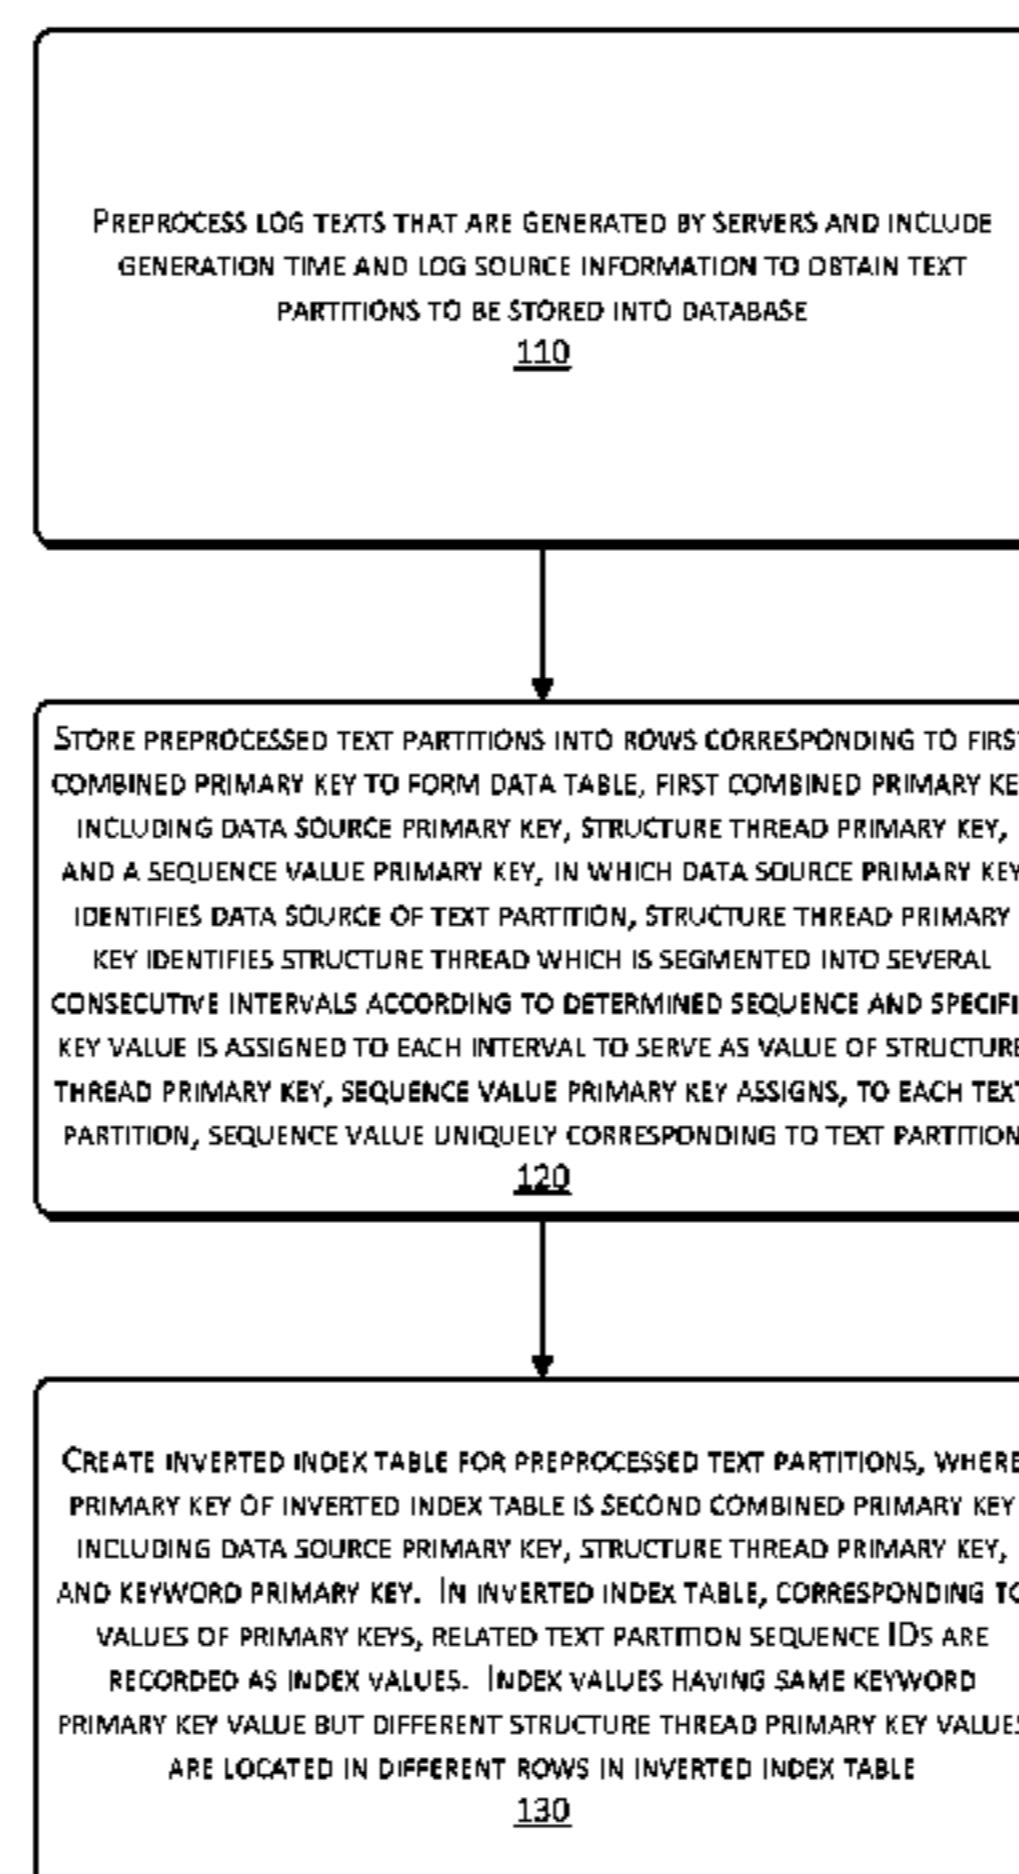 PREPROCESS LOG TEXTS THAT ARE GENERATED BY SERVERS AND INCLUDE
GENERATION TIME AND LOG SOURCE INFORMATION TO OBTAIN TEXT
PARTITIONS TO BE STORED INTO DATABASE
110
STORE PREPROCESSED TEXT PARTITIONS INTO ROWS CORRESPONDING TO FIRST
COMBINED PRIMARY KEY TO FORM DATA TABLE, FIRST COMBINED PRIMARY KE
INCLUDING DATA SOURCE PRIMARY KEY, STRUCTURE THREAD PRIMARY KEY,
AND A SEQUENCE VALUE PRIMARY KEY, IN WHICH DATA SOURCE PRIMARY KEY
IDENTIFIES DATA SOURCE OF TEXT PARTITION, STRUCTURE THREAD PRIMARY
KEY IDENTIFIES STRUCTURE THREAD WHICH IS SEGMENTED INTO SEVERAL
CONSECUTIVE INTERVALS ACCORDING TO DETERMINED SEQUENCE AND SPECIFI
KEY VALUE IS ASSIGNED TO EACH INTERVAL TO SERVE AS VALUE OF STRUCTURE
THREAD PRIMARY KEY, SEQUENCE VALUE PRIMARY KEY ASSIGNS, TO EACH TEXT
PARTITION, SEQUENCE VALUE UNIQUELY CORRESPONDING TO TEXT PARTITION
120
CREATE INVERTED INDEX TABLE FOR PREPROCESSED TEXT PARTITIONS, WHERE
PRIMARY KEY OF INVERTED INDEX TABLE IS SECOND COMBINED PRIMARY KEY
INCLUDING DATA SOURCE PRIMARY KEY, STRUCTURE THREAD PRIMARY KEY,
AND KEYWORD PRIMARY KEY. IN INVERTED INDEX TABLE, CORRESPONDING TO
VALUES OF PRIMARY KEYS, RELATED TEXT PARTITION SEQUENCE IDS ARE
RECORDED AS INDEX VALUES. INDEX VALUES HAVING SAME KEYWORD
PRIMARY KEY VALUE BUT DIFFERENT STRUCTURE THREAD PRIMARY KEY VALUES
ARE LOCATED IN DIFFERENT ROWS IN INVERTED INDEX TABLE
130